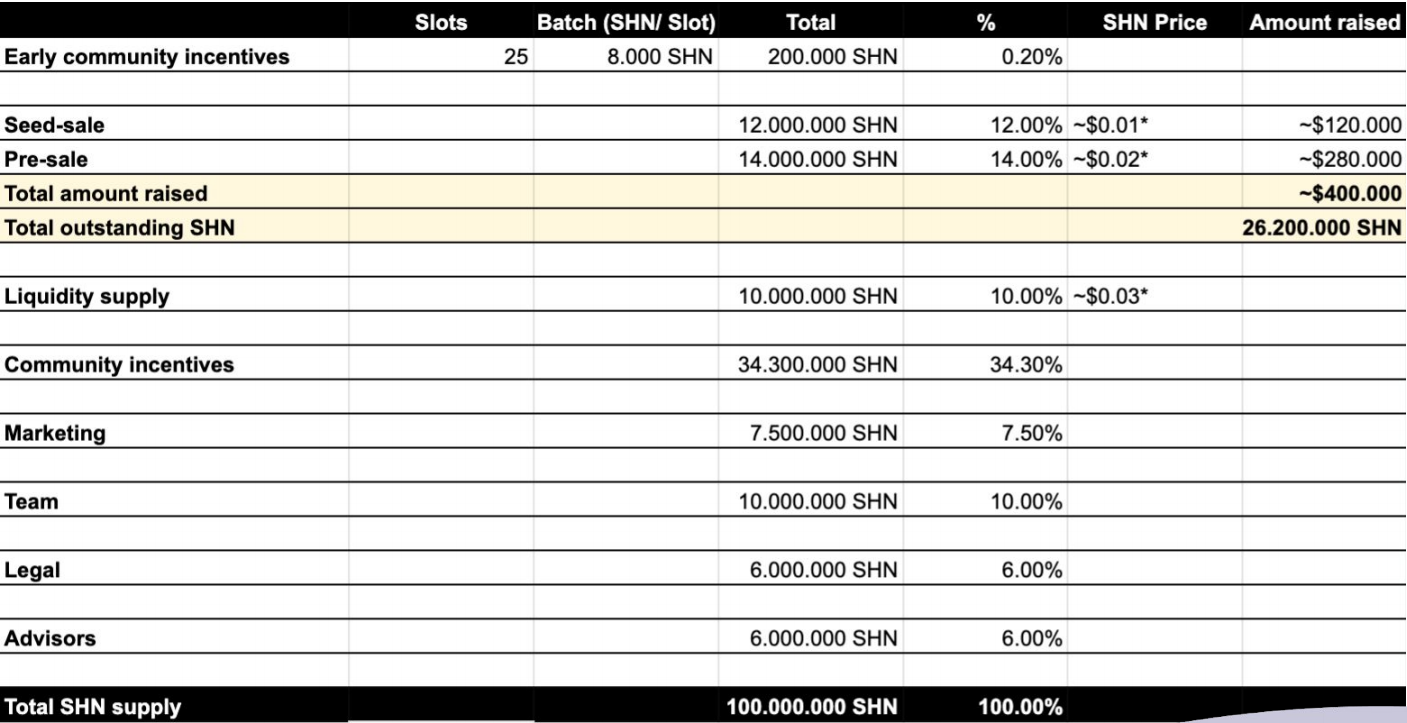 Slots Batch (SHN/ Slot) Total % SHN Price Amount raised
Early community incentives 25 8.000 SHN 200.000 SHN 0.20%
Seed-sale 12.000.000 SHN 12.00% ~$0.01* ~$120.000
Pre-sale 14.000.000 SHN 14.00% ~$0.02* ~$280.000
Total amount raised ~$400.000
Total outstanding SHN 26.200.000 SHN
Liquidity supply 10.000.000 SHN 10.00% ~$0.03*
Community incentives 34.300.000 SHN 34.30%
Marketing 7.500.000 SHN 7.50%
Team 10.000.000 SHN 10.00%
Legal 6.000.000 SHN 6.00%
Advisors 6.000.000 SHN 6.00%
Total SHN supply 100.000.000 SHN 100.00%